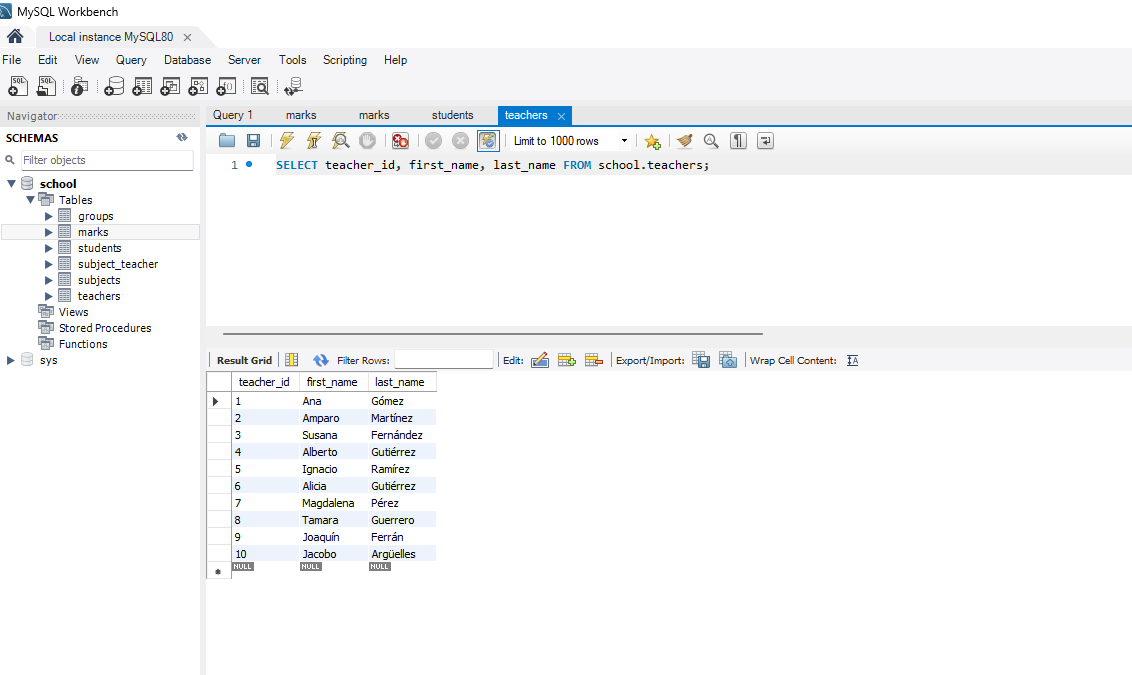 MySQL Workbench
Local instance MySQL80
File Edit View Query Database Server Tools Scripting Help
Navigator
SCHEMAS
Filter objects
school
Tables
groups
marks
students
subject_teacher
subjects
teachers
Views
Stored Procedures
Functions
sys
Query 1 marks marks students teachers
Limit to 1000 rows
1 SELECT teacher_id, first_name, last_name FROM school.teachers;
Result Grid Filter Rows: Edit: Export/Import: Wrap Cell Content:
teacher_id first_name last_name
1 Ana Gómez
2 Amparo Martínez
3 Susana Fernández
4 Alberto Gutiérrez
5 Ignacio Ramírez
6 Alicia Gutiérrez
7 Magdalena Pérez
8 Tamara Guerrero
9 Joaquín Ferrán
10 Jacobo Argüelles
NULL NULL NULL